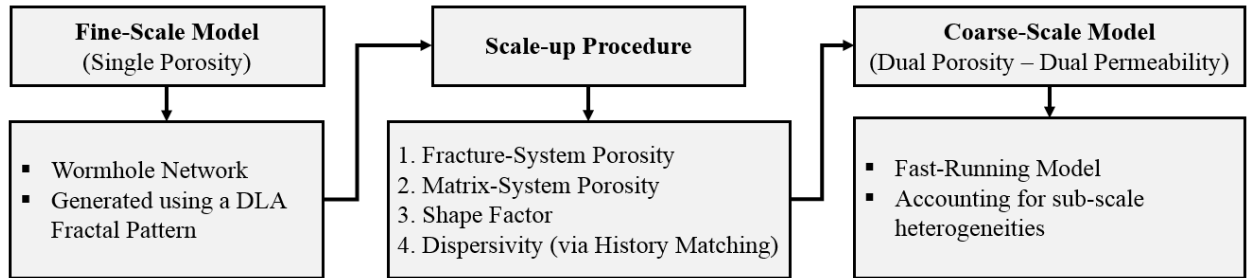 Fine-Scale Model
(Single Porosity)
▪ Wormhole Network
▪ Generated using a DLA
Fractal Pattern
Scale-up Procedure
1. Fracture-System Porosity
2. Matrix-System Porosity
3. Shape Factor
4. Dispersivity (via History Matching)
Coarse-Scale Model
(Dual Porosity – Dual Permeability)
▪ Fast-Running Model
▪ Accounting for sub-scale
heterogeneities